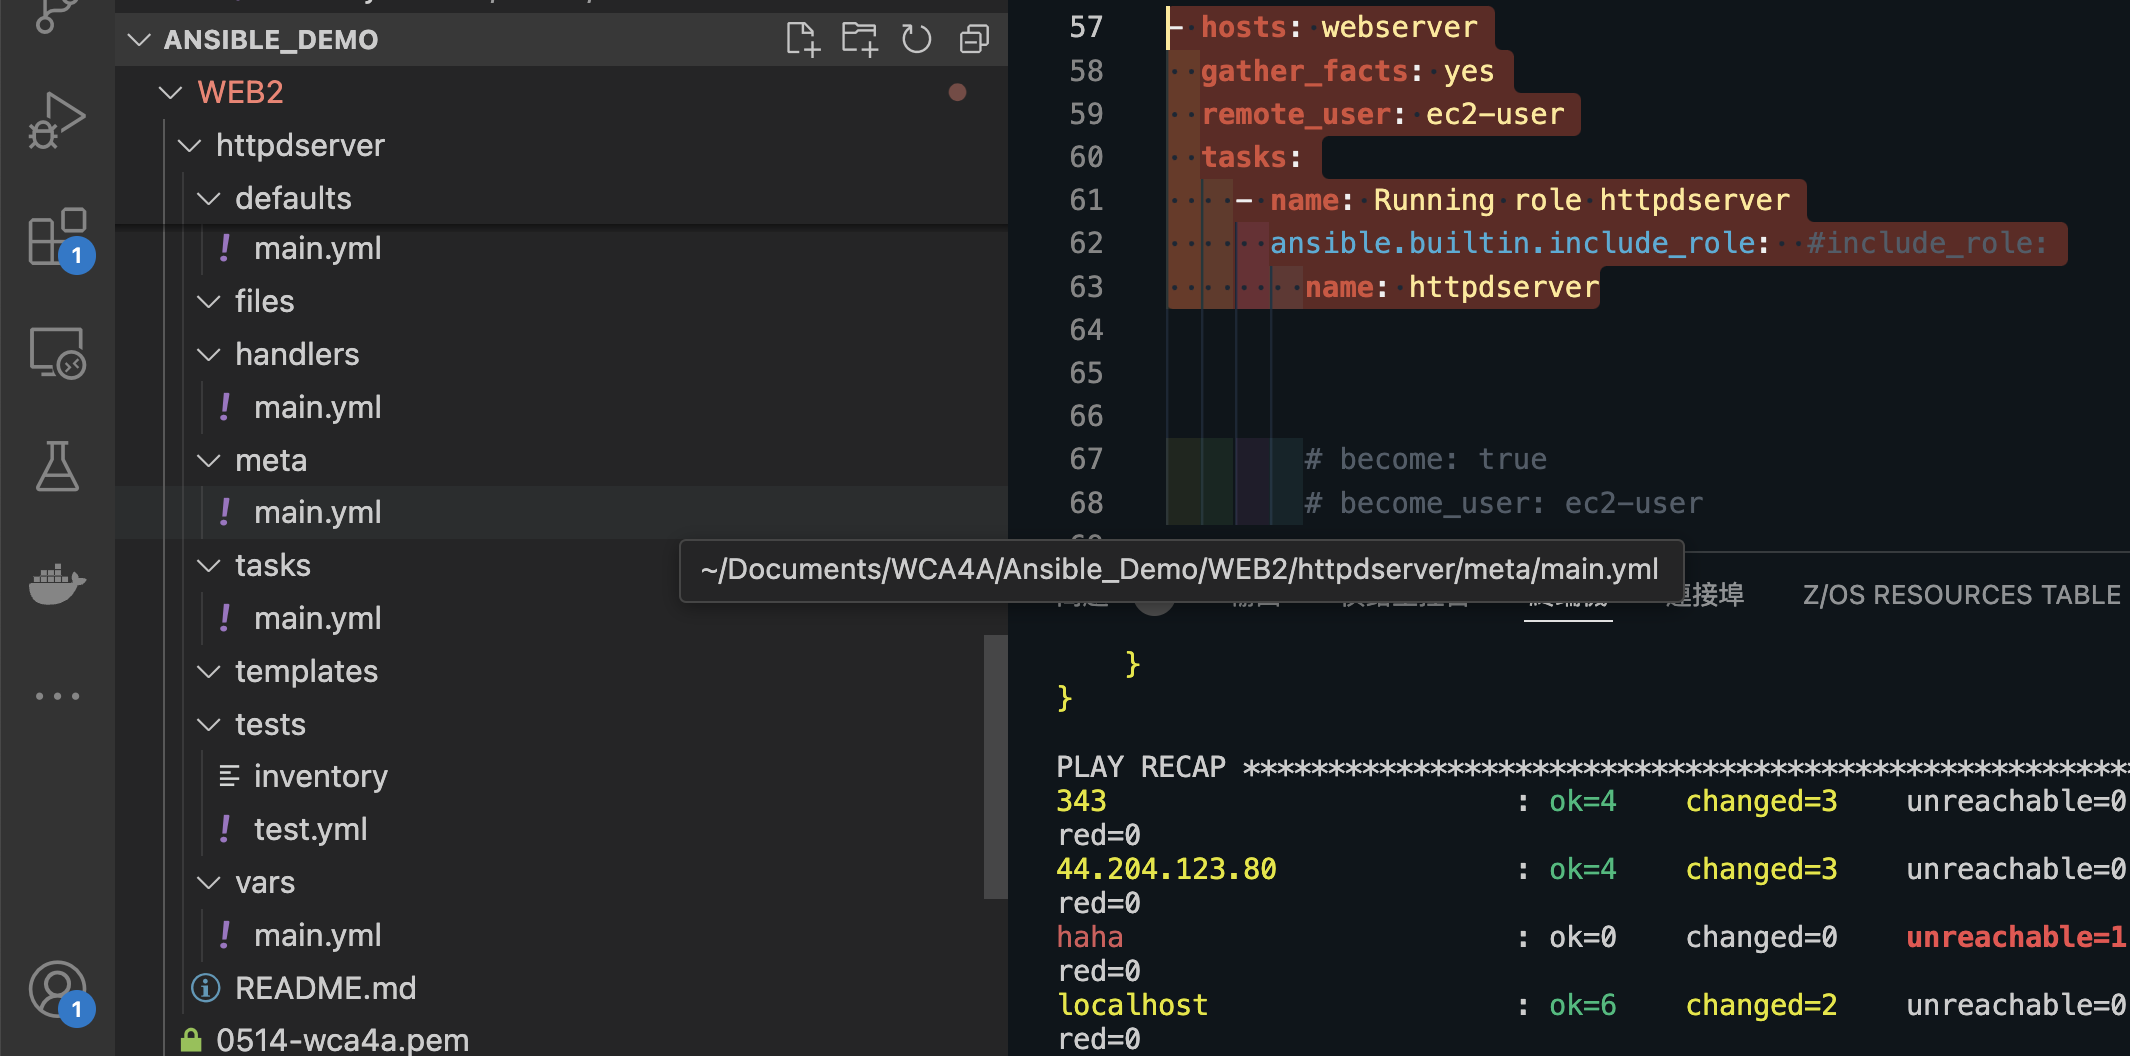 ANSIBLE_DEMO
WEB2
httpdserver
defaults
! main.yml
files
handlers
! main.yml
meta
! main.yml
tasks
! main.yml
templates
tests
inventory
! test.yml
vars
! main.yml
README.md
0514-wca4a.pem
1
1
57 - hosts: webserver
58 gather_facts: yes
59 remote_user: ec2-user
60 tasks:
61 - name: Running role httpdserver
62 ansible.builtin.include_role: #include_role:
63 name: httpdserver
64
65
66
67 # become: true
68 # become_user: ec2-user
~/Documents/WCA4A/Ansible_Demo/WEB2/httpdserver/meta/main.yml
連接埠 Z/OS RESOURCES TABLE
}
}
PLAY RECAP ****************************************************
343 : ok=4 changed=3 unreachable=0
red=0
44.204.123.80 : ok=4 changed=3 unreachable=0
red=0
haha : ok=0 changed=0 unreachable=1
red=0
localhost : ok=6 changed=2 unreachable=0
red=0